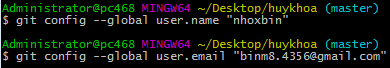 Administrator@pc468 MINGW64 ~/Desktop/huykhoa (master)
$ git config --global user.name "nhoxbin"
Administrator@pc468 MINGW64 ~/Desktop/huykhoa (master)
$ git config --global user.email "binm8.4356@gmail.com"